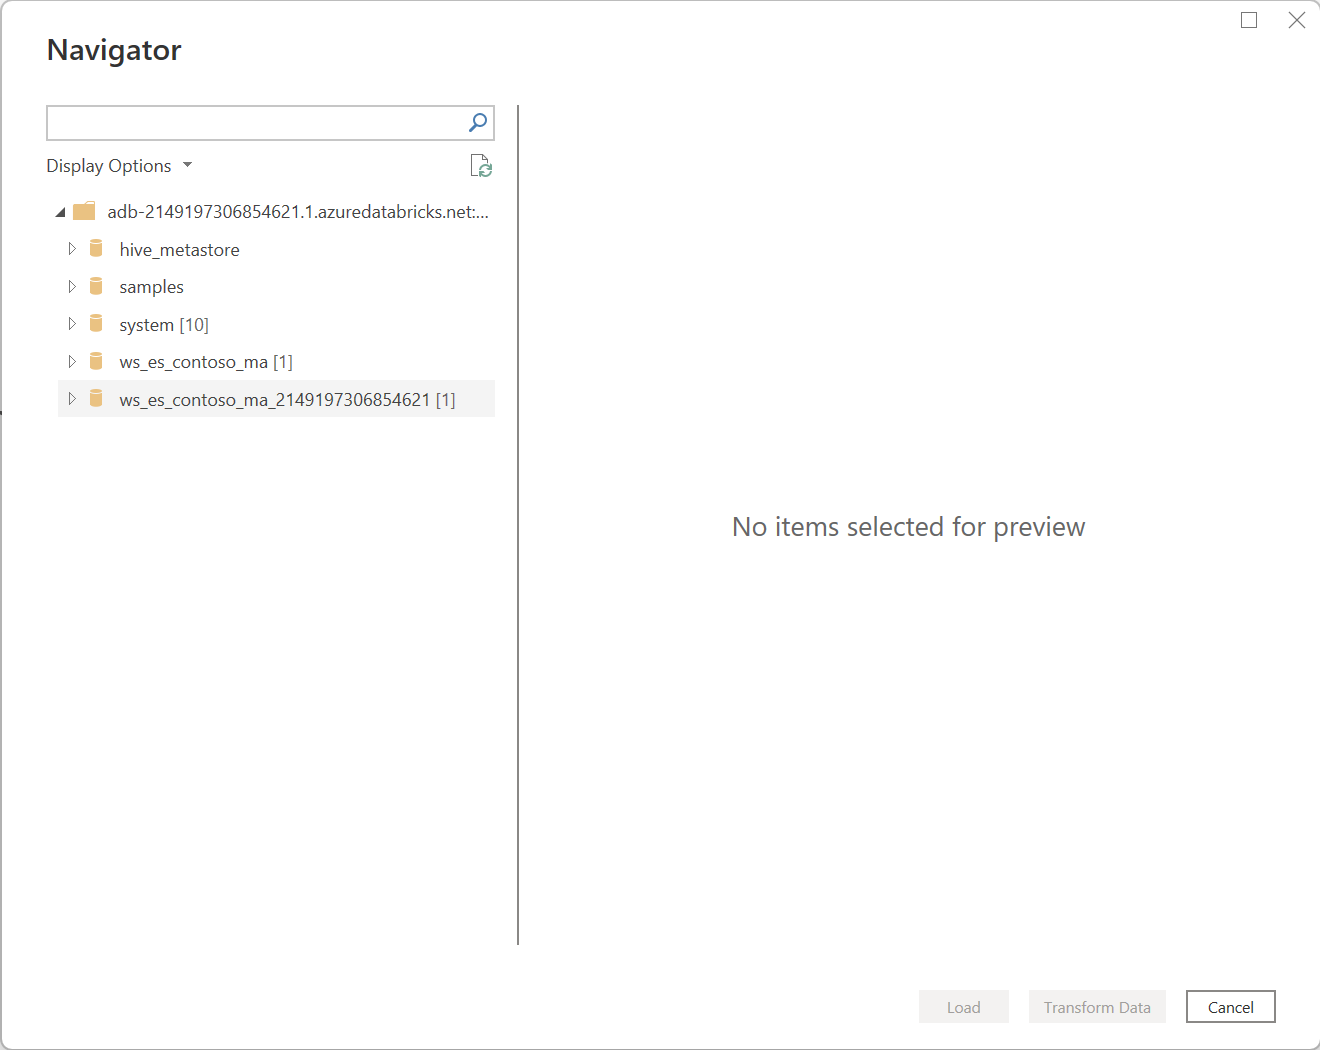 Navigator
Display Options
adb-2149197306854621.1.azuredatabricks.net:...
hive_metastore
samples
system [10]
ws_es_contoso_ma [1]
ws_es_contoso_ma_2149197306854621 [1]
No items selected for preview
Load
Transform Data
Cancel